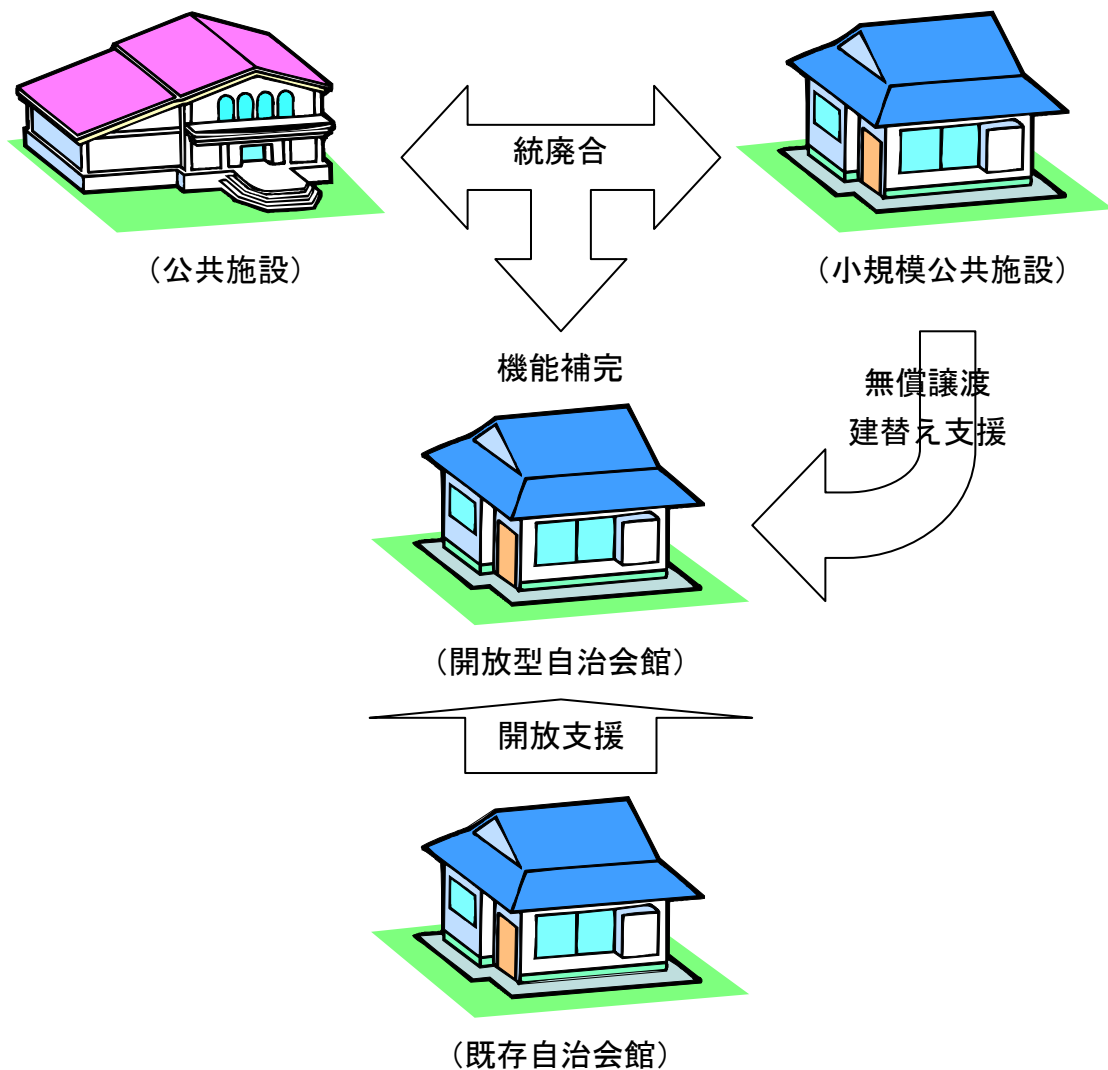 統廃合
（公共施設）
（小規模公共施設）
機能補完
無償譲渡
建替え支援
（開放型自治会館）
開放支援
（既存自治会館）